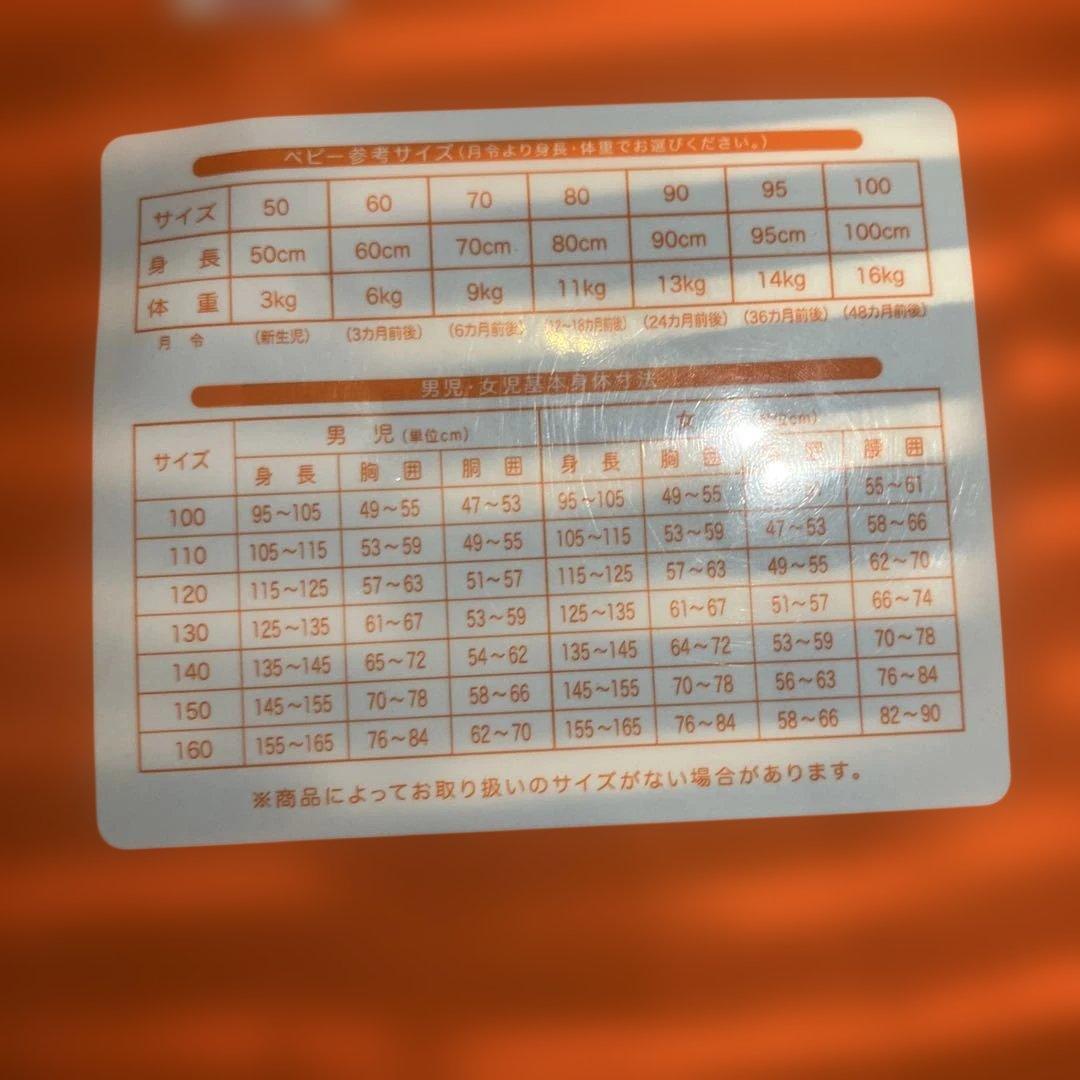 ベビー参考サイズ(月令より身長・体重でお選びください。)
サイズ 50 60 70 80 90 95 100
身長 50cm 60cm 70cm 80cm 90cm 95cm 100cm
体重 3kg 6kg 9kg 11kg 13kg 14kg 16kg
月令 (新生児) (3カ月前後) (6カ月前後) (12~18カ月前後) (24カ月前後) (36カ月前後) (48カ月前後)
男児・女児基本身体寸法
サイズ 男児(単位cm) 女
身長 胸囲 胴囲 身長 胸囲 腰囲
100 95~105 49~55 47~53 95~105 49~55 55~61
110 105~115 53~59 49~55 105~115 53~59 47~53 58~66
120 115~125 57~63 51~57 115~125 57~63 49~55 62~70
130 125~135 61~67 53~59 125~135 61~67 51~57 66~74
140 135~145 65~72 54~62 135~145 64~72 53~59 70~78
150 145~155 70~78 58~66 145~155 70~78 56~63 76~84
160 155~165 76~84 62~70 155~165 76~84 58~66 82~90
※商品によってお取り扱いのサイズがない場合があります。